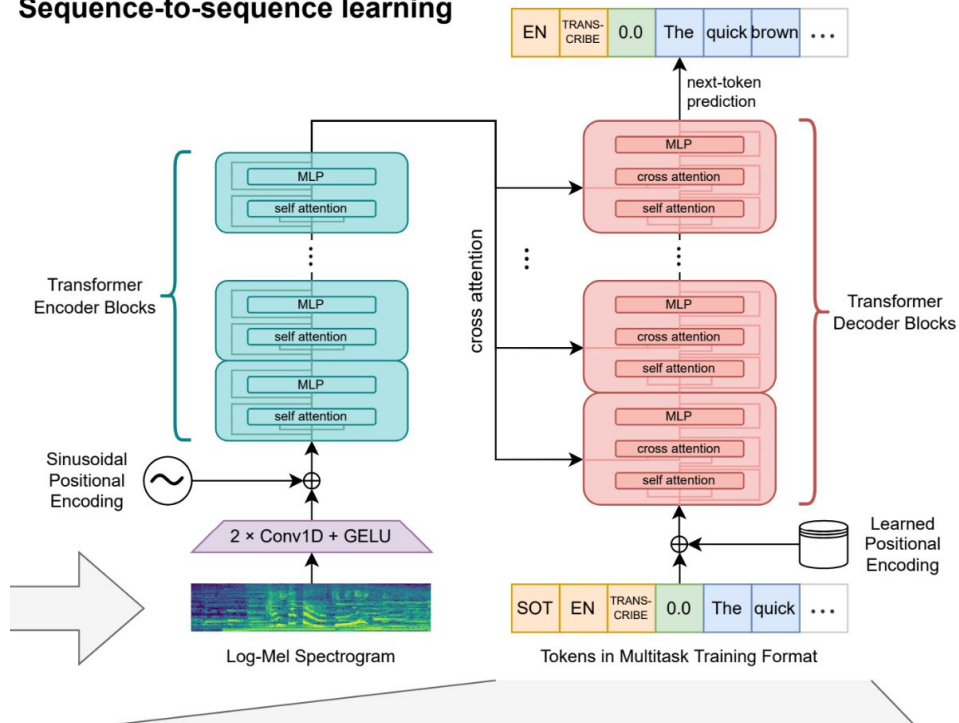 Sequence-to-sequence learning
EN TRANS-CRIBE 0.0 The quick brown ...
next-token
prediction
MLP
self attention
MLP
self attention
MLP
self attention
Transformer
Encoder Blocks
cross attention
MLP
cross attention
self attention
MLP
cross attention
self attention
MLP
cross attention
self attention
Transformer
Decoder Blocks
Sinusoidal
Positional
Encoding
2 × Conv1D + GELU
Learned
Positional
Encoding
SOT EN TRANS-CRIBE 0.0 The quick ...
Log-Mel Spectrogram
Tokens in Multitask Training Format